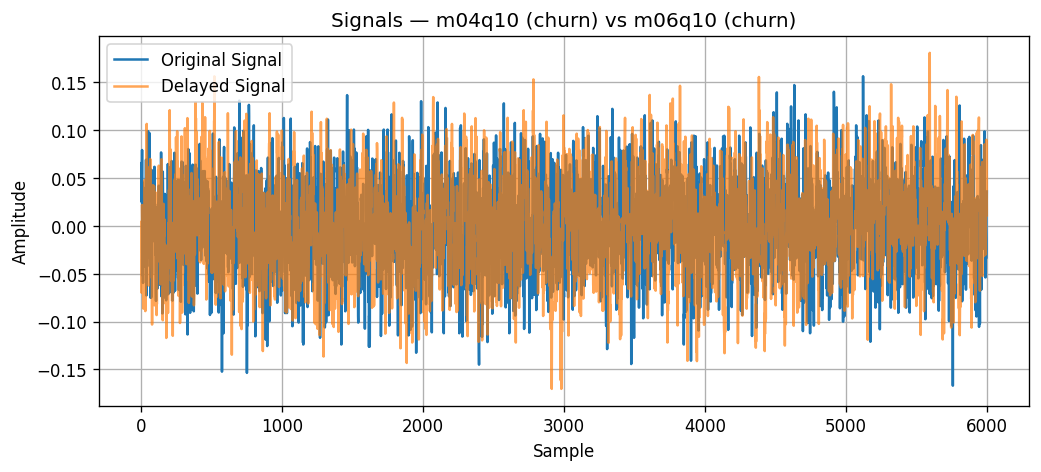 Signals — m04q10 (churn) vs m06q10 (churn)
Original Signal
Delayed Signal
Amplitude
0.15
0.10
0.05
0.00
−0.05
−0.10
−0.15
0 1000 2000 3000 4000 5000 6000
Sample